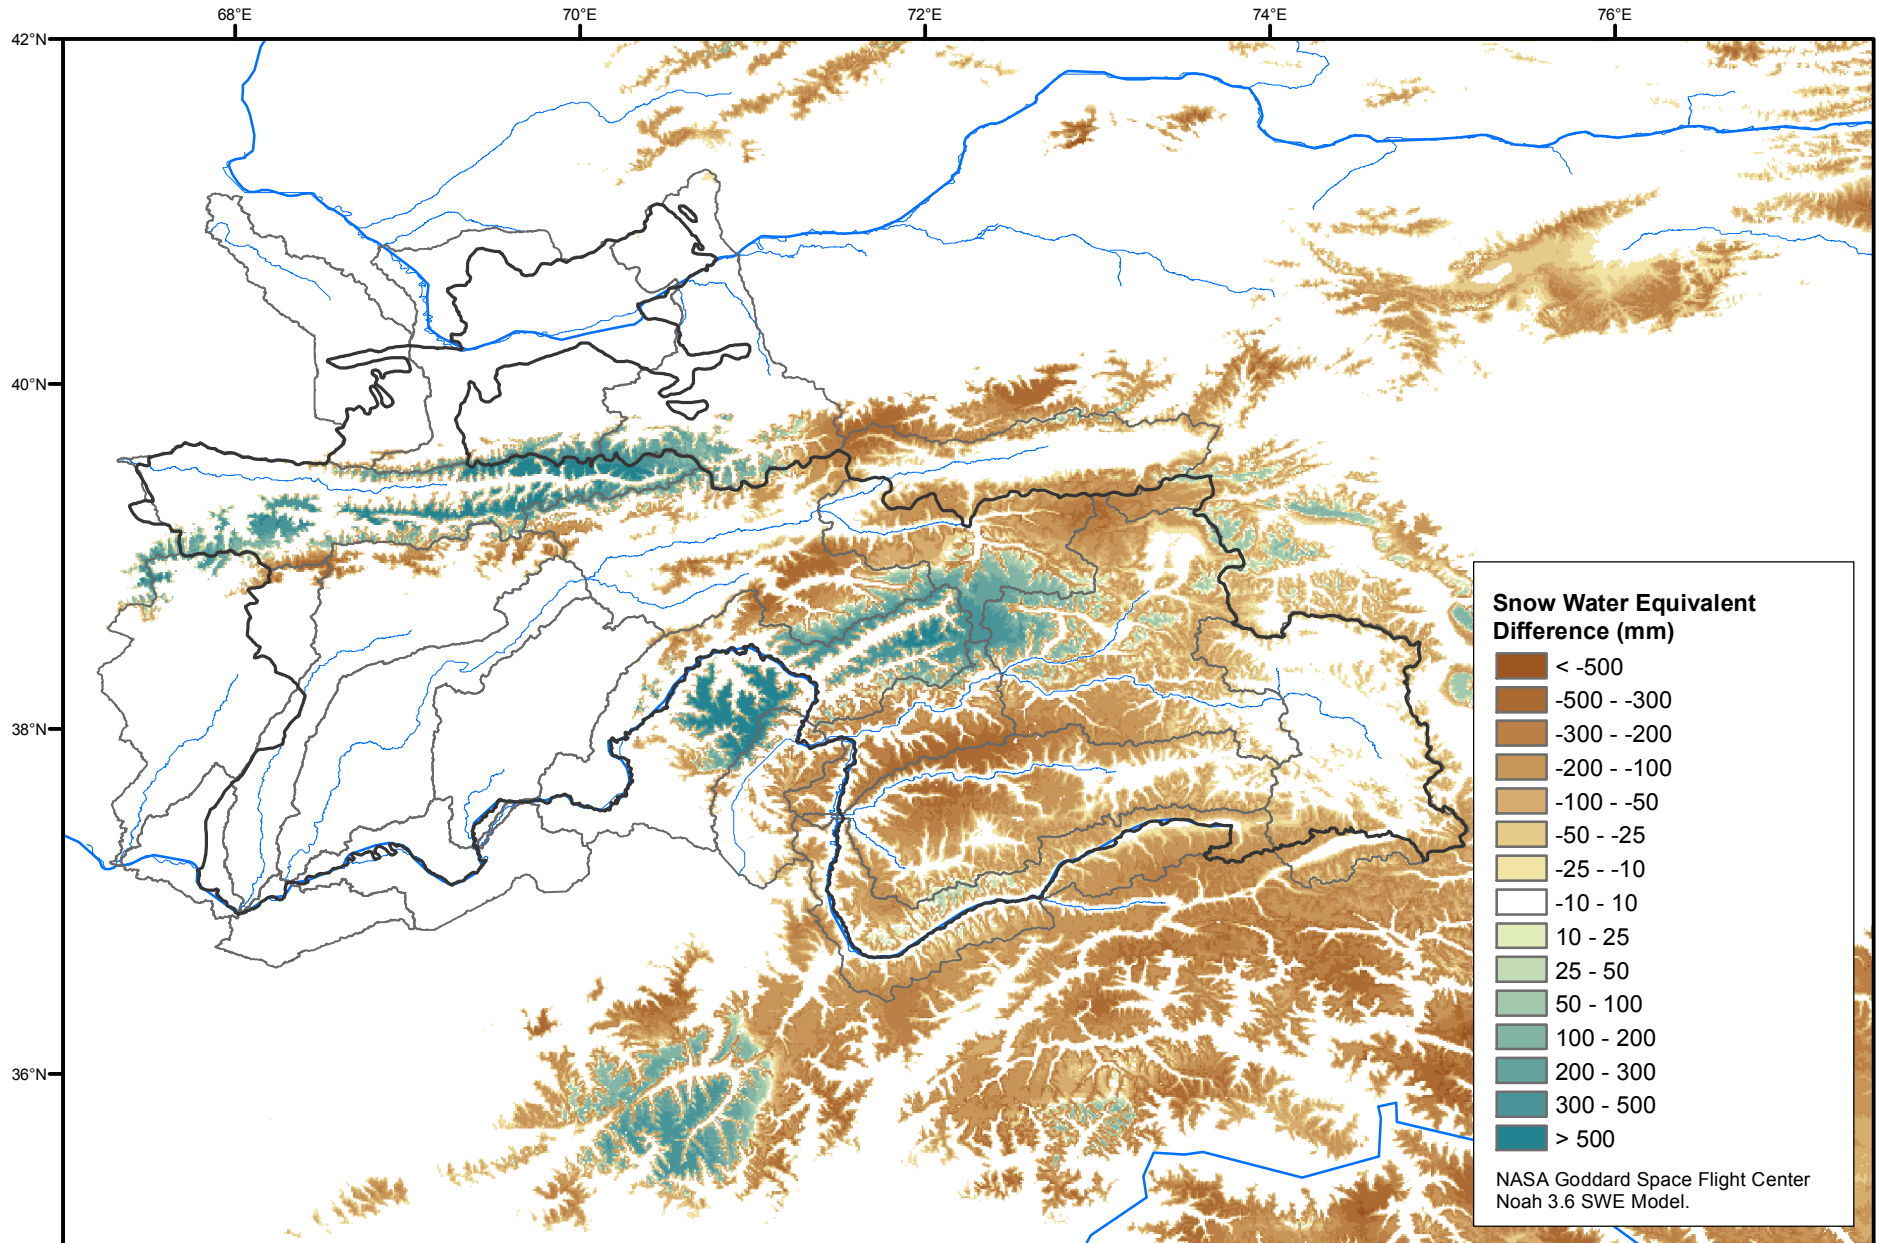 68°E
70°E
72°E
74°E
76°E
42°N
40°N
38°N
36°N
Snow Water Equivalent
Difference (mm)
< -500
-500 - -300
-300 - -200
-200 - -100
-100 - -50
-50 - -25
-25 - -10
-10 - 10
10 - 25
25 - 50
50 - 100
100 - 200
200 - 300
300 - 500
> 500
NASA Goddard Space Flight Center
Noah 3.6 SWE Model.